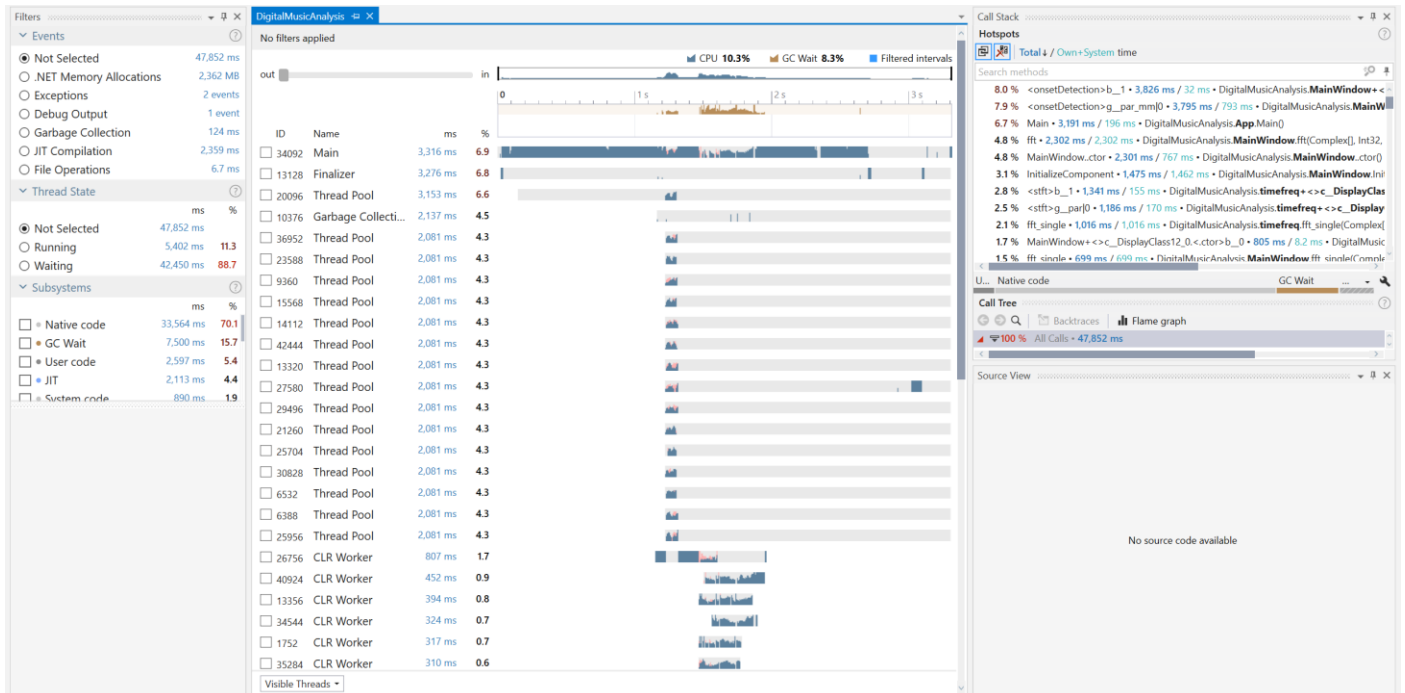 Filters
Events
Not Selected 47,852 ms
.NET Memory Allocations 2,362 MB
Exceptions 2 events
Debug Output 1 event
Garbage Collection 124 ms
JIT Compilation 2,359 ms
File Operations 6.7 ms
Thread State
ms %
Not Selected 47,852 ms
Running 5,402 ms 11.3
Waiting 42,450 ms 88.7
Subsystems
ms %
Native code 33,564 ms 70.1
GC Wait 7,500 ms 15.7
User code 2,597 ms 5.4
JIT 2,113 ms 4.4
System code 890 ms 1.9
DigitalMusicAnalysis
No filters applied
CPU 10.3% GC Wait 8.3% Filtered intervals
out in
0 1 s 2 s 3 s
ID Name ms %
34092 Main 3,316 ms 6.9
13128 Finalizer 3,276 ms 6.8
20096 Thread Pool 3,153 ms 6.6
10376 Garbage Collecti... 2,137 ms 4.5
36952 Thread Pool 2,081 ms 4.3
23588 Thread Pool 2,081 ms 4.3
9360 Thread Pool 2,081 ms 4.3
15568 Thread Pool 2,081 ms 4.3
14112 Thread Pool 2,081 ms 4.3
42444 Thread Pool 2,081 ms 4.3
13320 Thread Pool 2,081 ms 4.3
27580 Thread Pool 2,081 ms 4.3
29496 Thread Pool 2,081 ms 4.3
21260 Thread Pool 2,081 ms 4.3
25704 Thread Pool 2,081 ms 4.3
30828 Thread Pool 2,081 ms 4.3
6532 Thread Pool 2,081 ms 4.3
6388 Thread Pool 2,081 ms 4.3
25956 Thread Pool 2,081 ms 4.3
26756 CLR Worker 807 ms 1.7
40924 CLR Worker 452 ms 0.9
13356 CLR Worker 394 ms 0.8
34544 CLR Worker 324 ms 0.7
1752 CLR Worker 317 ms 0.7
35284 CLR Worker 310 ms 0.6
Visible Threads
Call Stack
Hotspots
Total↓ / Own+System time
Search methods
8.0 % <onsetDetection>b__1 • 3,826 ms / 32 ms • DigitalMusicAnalysis.MainWindow+<
7.9 % <onsetDetection>g__par_mm|0 • 3,795 ms / 793 ms • DigitalMusicAnalysis.MainW
6.7 % Main • 3,191 ms / 196 ms • DigitalMusicAnalysis.App.Main()
4.8 % fft • 2,302 ms / 2,302 ms • DigitalMusicAnalysis.MainWindow.fft(Complex[], Int32,
4.8 % MainWindow..ctor • 2,301 ms / 767 ms • DigitalMusicAnalysis.MainWindow..ctor()
3.1 % InitializeComponent • 1,475 ms / 1,462 ms • DigitalMusicAnalysis.MainWindow.Ini
2.8 % <stft>b__1 • 1,341 ms / 155 ms • DigitalMusicAnalysis.timefreq+<>c__DisplayClas
2.5 % <stft>g__par|0 • 1,186 ms / 170 ms • DigitalMusicAnalysis.timefreq+<>c__Display
2.1 % fft_single • 1,016 ms / 1,016 ms • DigitalMusicAnalysis.timefreq.fft_single(Complex[
1.7 % MainWindow+<>c__DisplayClass12_0.<.ctor>b__0 • 805 ms / 8.2 ms • DigitalMusic
1.5 % fft_single • 699 ms / 699 ms • DigitalMusicAnalysis.MainWindow.fft_single(Comple
U... Native code GC Wait ...
Call Tree
Backtraces Flame graph
100 % All Calls • 47,852 ms
Source View
No source code available